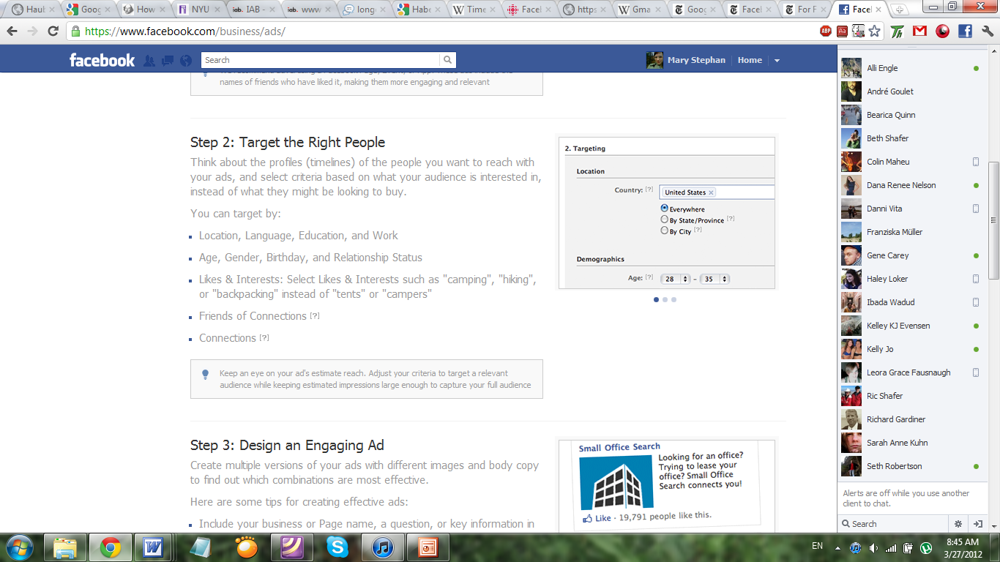 Haub
Goog
How
NYU
iab. IAB -
iab. www
long
Habe
Time
Facel
https
Gma
Goog
Facel
For F
Facel
https://www.facebook.com/business/ads/
facebook
Search
Mary Stephan
Home
names of friends who have liked it, making them more engaging and relevant
Step 2: Target the Right People
Think about the profiles (timelines) of the people you want to reach with
your ads, and select criteria based on what your audience is interested in,
instead of what they might be looking to buy.
You can target by:
Location, Language, Education, and Work
Age, Gender, Birthday, and Relationship Status
Likes & Interests: Select Likes & Interests such as "camping", "hiking",
or "backpacking" instead of "tents" or "campers"
Friends of Connections [?]
Connections [?]
Keep an eye on your ad's estimate reach. Adjust your criteria to target a relevant
audience while keeping estimated impressions large enough to capture your full audience
2. Targeting
Location
Country: [?] United States ×
Everywhere
By State/Province [?]
By City [?]
Demographics
Age: [?] 28 – 35
Step 3: Design an Engaging Ad
Create multiple versions of your ads with different images and body copy
to find out which combinations are most effective.
Here are some tips for creating effective ads:
Include your business or Page name, a question, or key information in
Small Office Search
Looking for an office?
Trying to lease your
office? Small Office
Search connects you!
Like · 19,791 people like this.
Alli Engle
André Goulet
Bearica Quinn
Beth Shafer
Colin Maheu
Dana Renee Nelson
Danni Vita
Franziska Müller
Gene Carey
Haley Loker
Ibada Wadud
Kelley KJ Evensen
Kelly Jo
Leora Grace Fausnaugh
Ric Shafer
Richard Gardiner
Sarah Anne Kuhn
Seth Robertson
Alerts are off while you use another
client to chat.
Search
EN
8:45 AM
3/27/2012